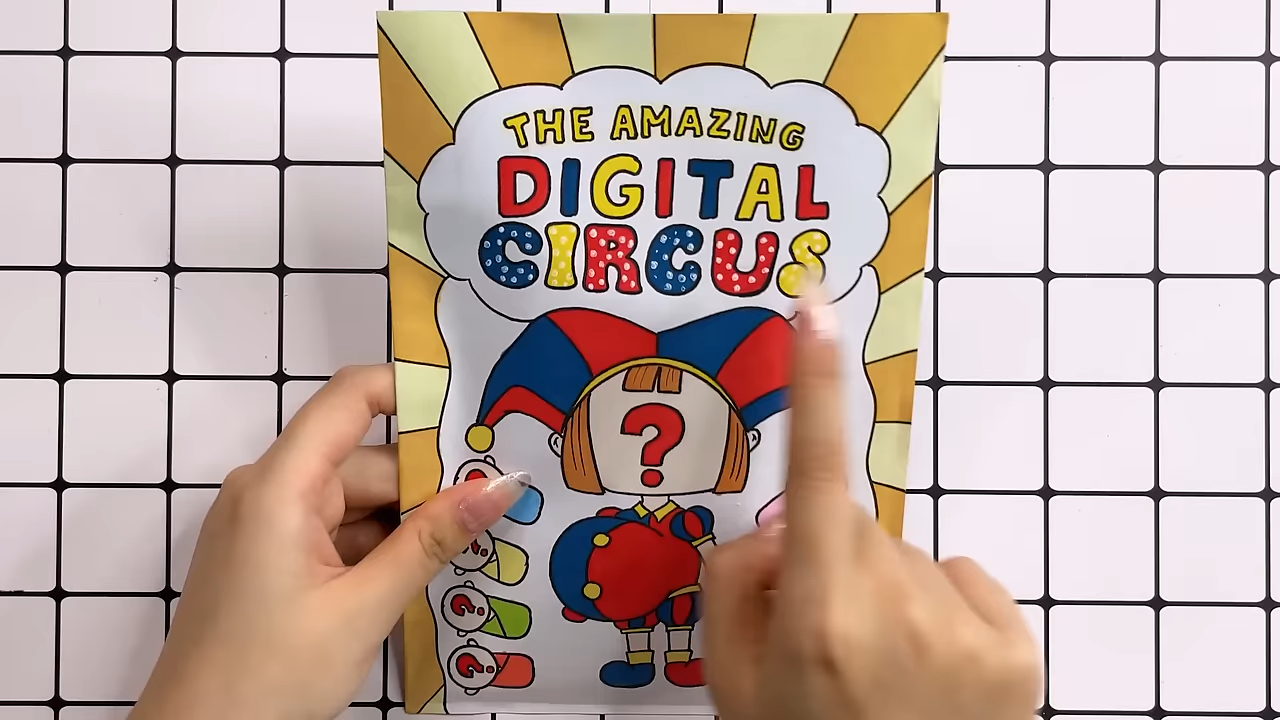 THE AMAZING
DIGITAL
CIRCUS
?
?
?